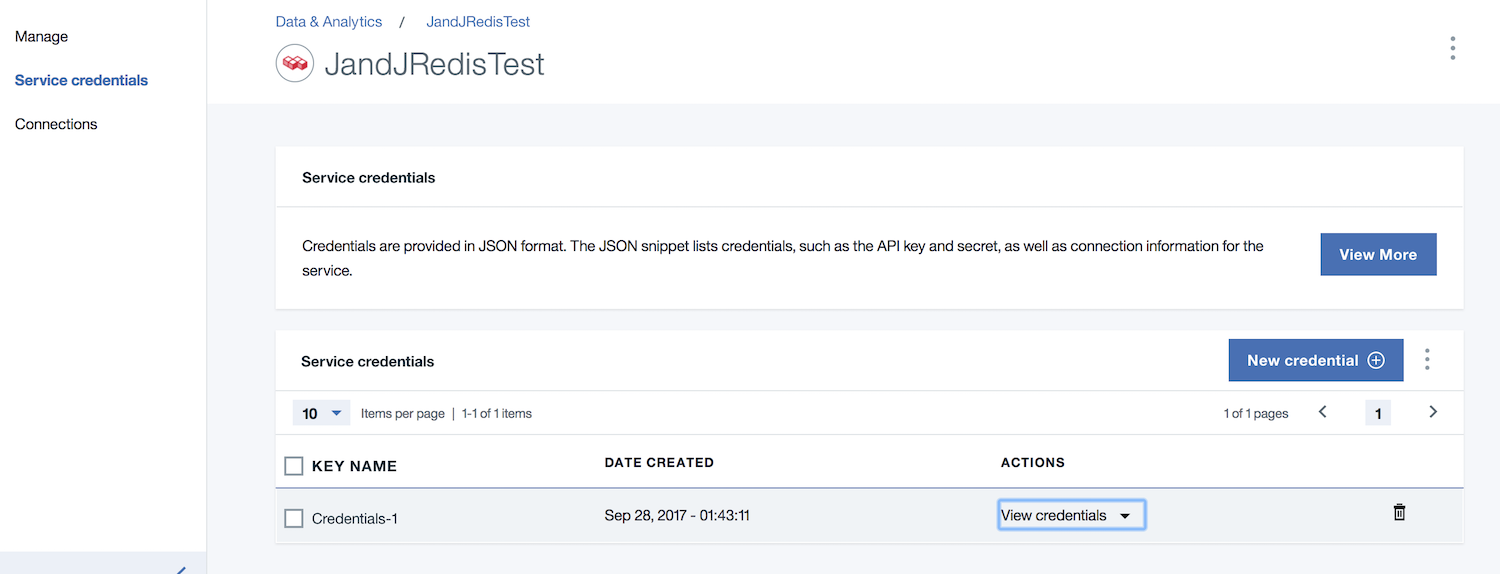 Manage
Service credentials
Connections
Data & Analytics / JandJRedisTest
JandJRedisTest
Service credentials
Credentials are provided in JSON format. The JSON snippet lists credentials, such as the API key and secret, as well as connection information for the
service.
View More
Service credentials
New credential
10 Items per page | 1-1 of 1 items
1 of 1 pages 1
KEY NAME DATE CREATED ACTIONS
Credentials-1 Sep 28, 2017 - 01:43:11 View credentials